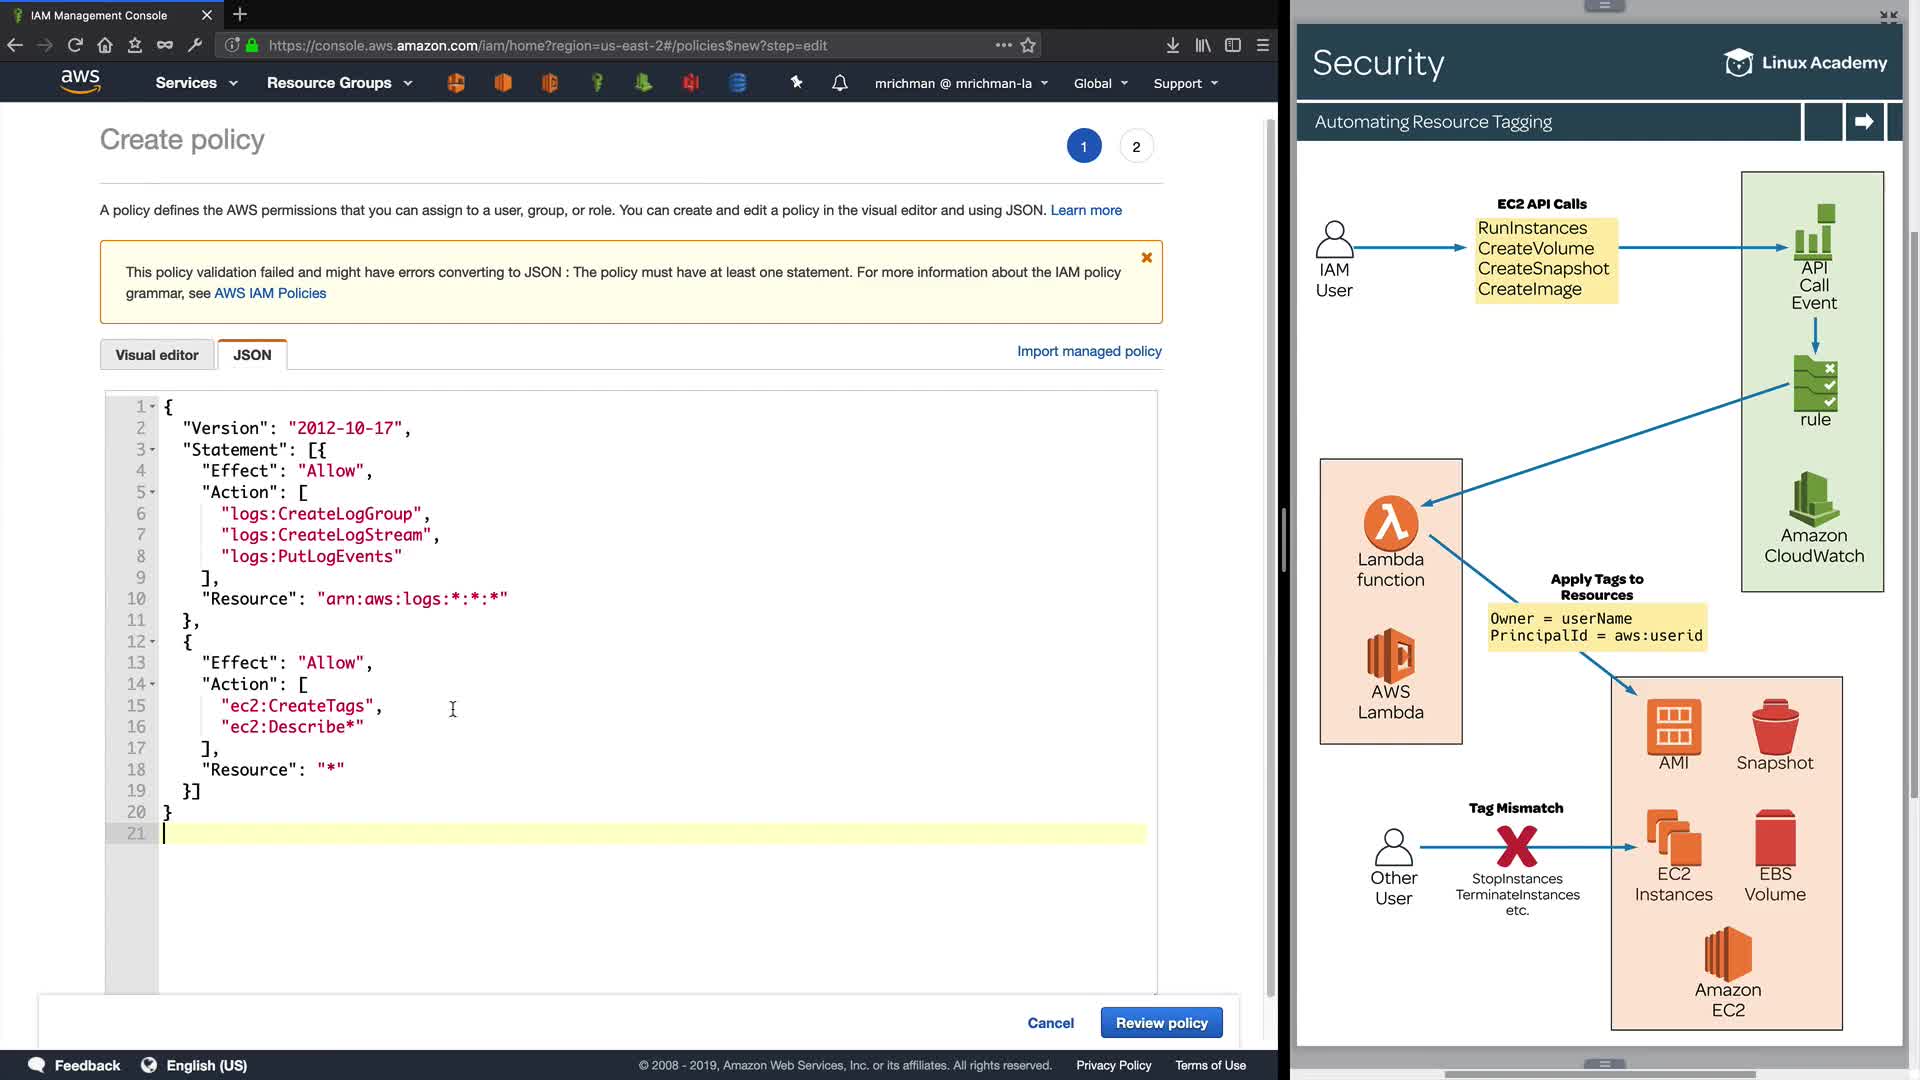 IAM Management Console
https://console.aws.amazon.com/iam/home?region=us-east-2#/policies$new?step=edit
aws
Services
Resource Groups
mrichman @ mrichman-la
Global
Support
Create policy
1
2
A policy defines the AWS permissions that you can assign to a user, group, or role. You can create and edit a policy in the visual editor and using JSON. Learn more
This policy validation failed and might have errors converting to JSON : The policy must have at least one statement. For more information about the IAM policy
grammar, see AWS IAM Policies
Visual editor
JSON
Import managed policy
1 {
2 "Version": "2012-10-17",
3 "Statement": [{
4 "Effect": "Allow",
5 "Action": [
6 "logs:CreateLogGroup",
7 "logs:CreateLogStream",
8 "logs:PutLogEvents"
9 ],
10 "Resource": "arn:aws:logs:*:*:*"
11 },
12 {
13 "Effect": "Allow",
14 "Action": [
15 "ec2:CreateTags",
16 "ec2:Describe*"
17 ],
18 "Resource": "*"
19 }]
20 }
21
Cancel
Review policy
Feedback
English (US)
© 2008 - 2019, Amazon Web Services, Inc. or its affiliates. All rights reserved.
Privacy Policy
Terms of Use
Security
Linux Academy
Automating Resource Tagging
IAM
User
EC2 API Calls
RunInstances
CreateVolume
CreateSnapshot
CreateImage
API
Call
Event
rule
Amazon
CloudWatch
Lambda
function
AWS
Lambda
Apply Tags to
Resources
Owner = userName
PrincipalId = aws:userid
AMI
Snapshot
Tag Mismatch
Other
User
StopInstances
TerminateInstances
etc.
EC2
Instances
EBS
Volume
Amazon
EC2